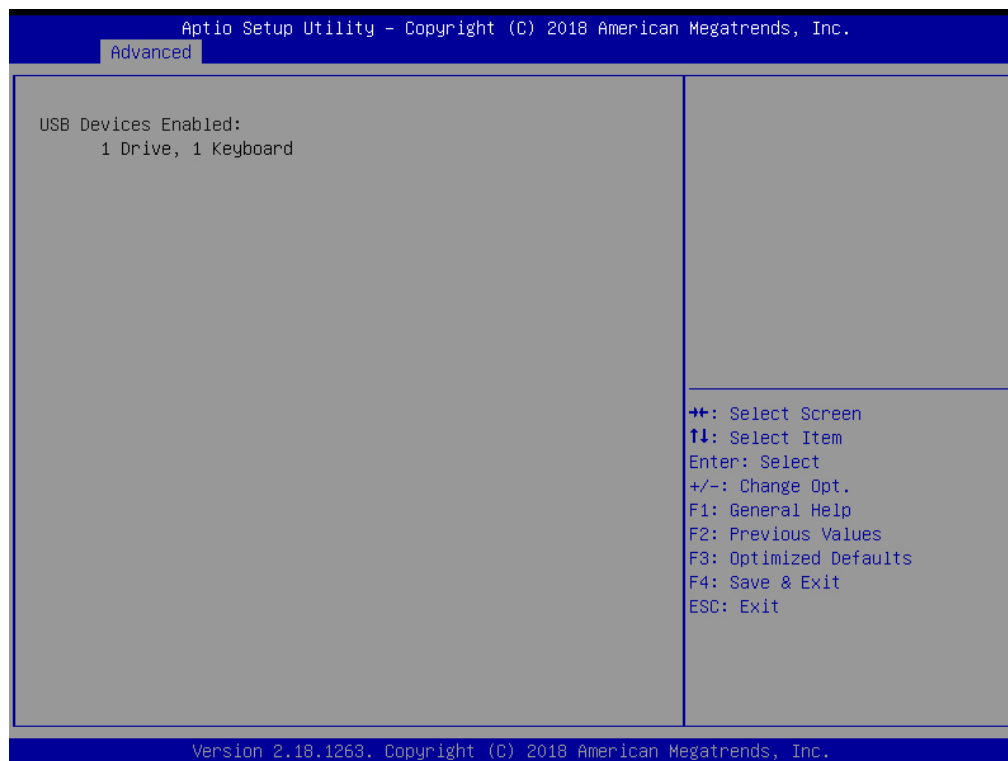 Aptio Setup Utility – Copyright (C) 2018 American Megatrends, Inc.
Advanced
USB Devices Enabled:
1 Drive, 1 Keyboard
→←: Select Screen
↑↓: Select Item
Enter: Select
+/-: Change Opt.
F1: General Help
F2: Previous Values
F3: Optimized Defaults
F4: Save & Exit
ESC: Exit
Version 2.18.1263. Copyright (C) 2018 American Megatrends, Inc.